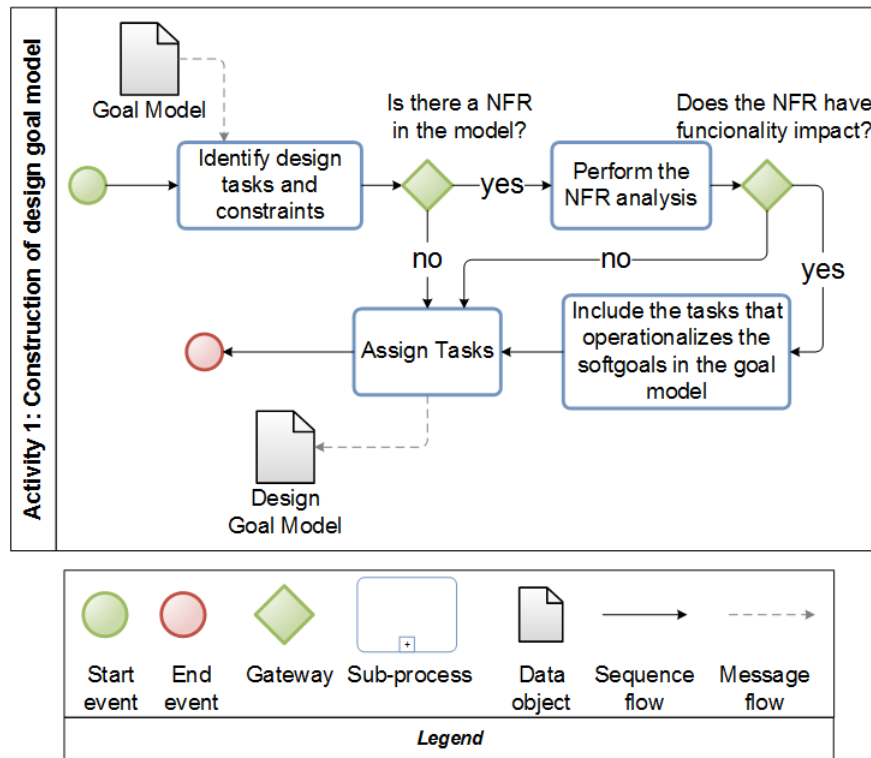 Activity 1: Construction of design goal model
Goal Model
Is there a NFR
in the model?
Does the NFR have
funcionality impact?
Identify design
tasks and
constraints
yes
Perform the
NFR analysis
no
no
yes
Assign Tasks
Include the tasks that
operationalizes the
softgoals in the goal
model
Design
Goal Model
+
Start
event
End
event
Gateway
Sub-process
Data
object
Sequence
flow
Message
flow
Legend